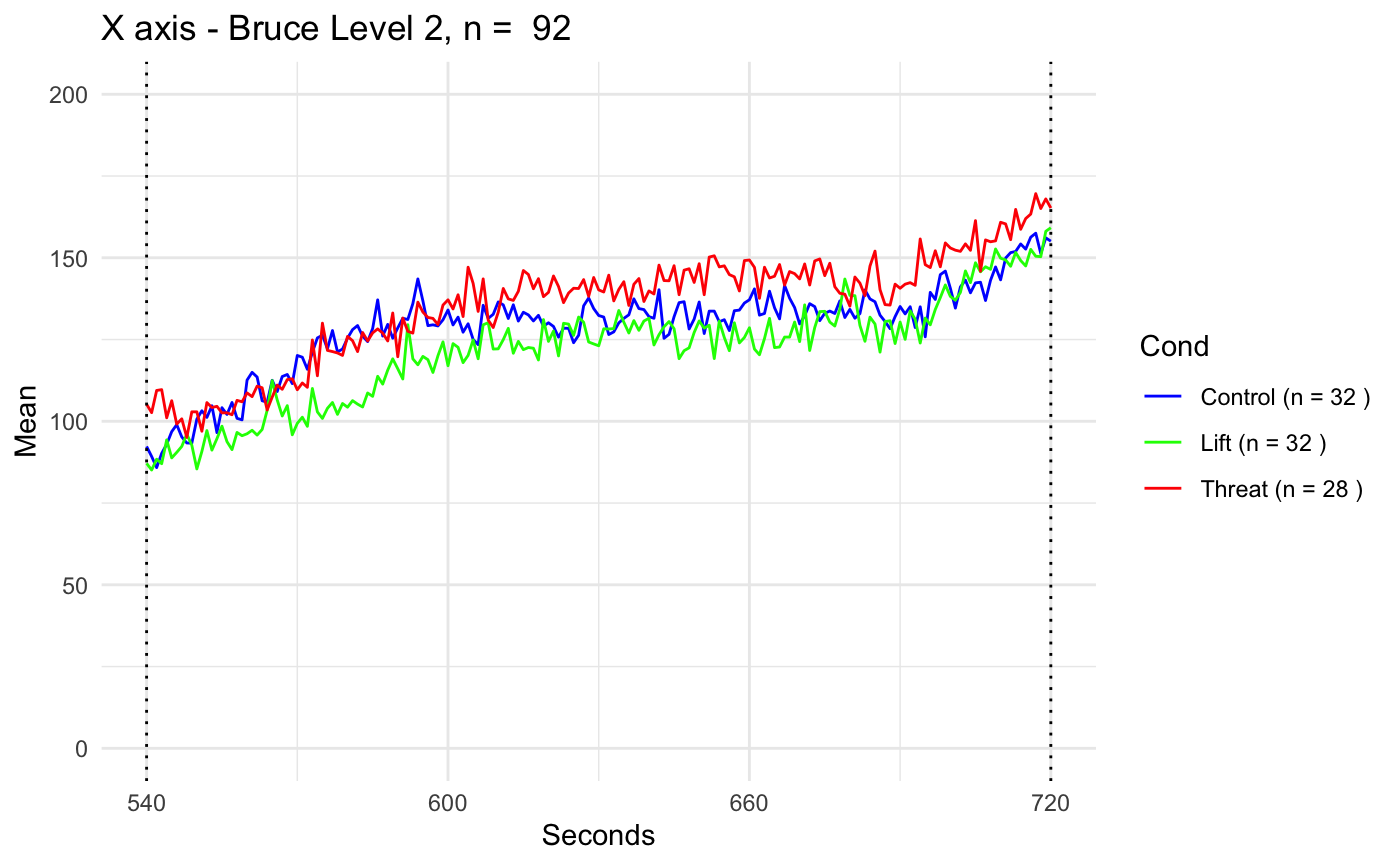 X axis - Bruce Level 2, n =  92
200
150
100
50
0
Mean
540
600
660
720
Seconds
Cond
Control (n = 32 )
Lift (n = 32 )
Threat (n = 28 )